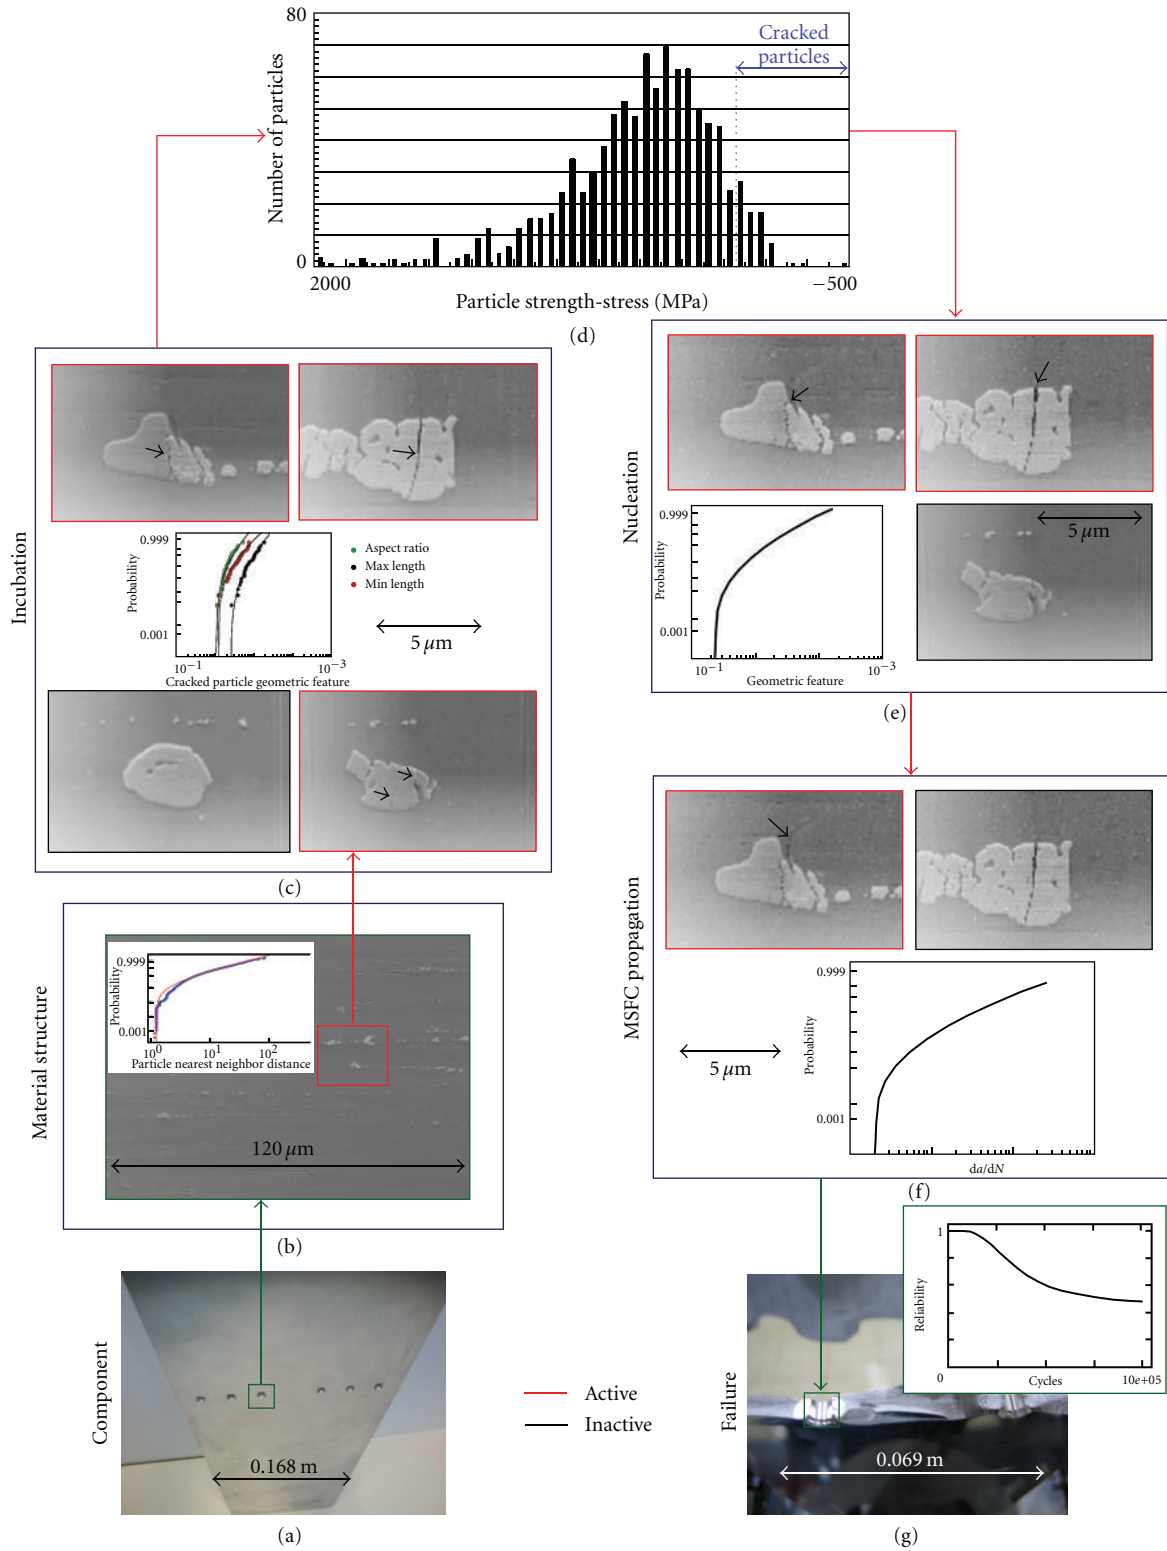 80
Number of particles
0
Cracked
particles
2000
−500
Particle strength-stress (MPa)
(d)
Incubation
0.999
Probability
0.001
10⁻¹
10⁻³
Cracked particle geometric feature
Aspect ratio
Max length
Min length
5 μm
(c)
Nucleation
0.999
Probability
0.001
10⁻¹
10⁻³
Geometric feature
5 μm
(e)
Material structure
0.999
Probability
0.001
10⁰
10¹
10²
Particle nearest neighbor distance
120 μm
(b)
MSFC propagation
5 μm
0.999
Probability
0.001
da/dN
(f)
Component
0.168 m
(a)
Active
Inactive
Failure
1
Reliability
0
Cycles
10e+05
0.069 m
(g)